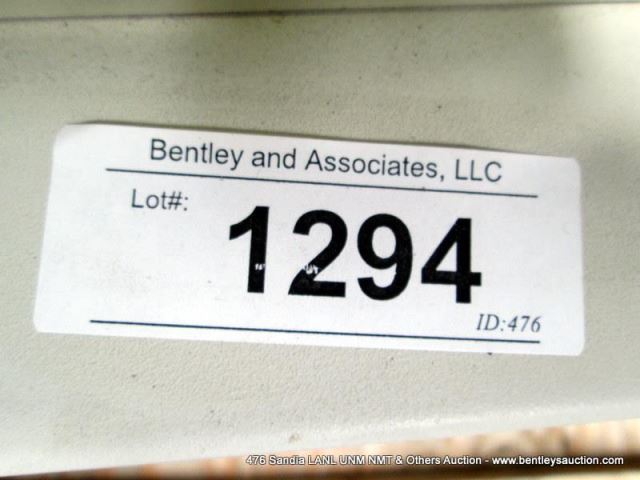 Bentley and Associates, LLC
Lot#:
1294
ID:476
476 Sandia LANL UNM NMT & Others Auction - www.bentleysauction.com